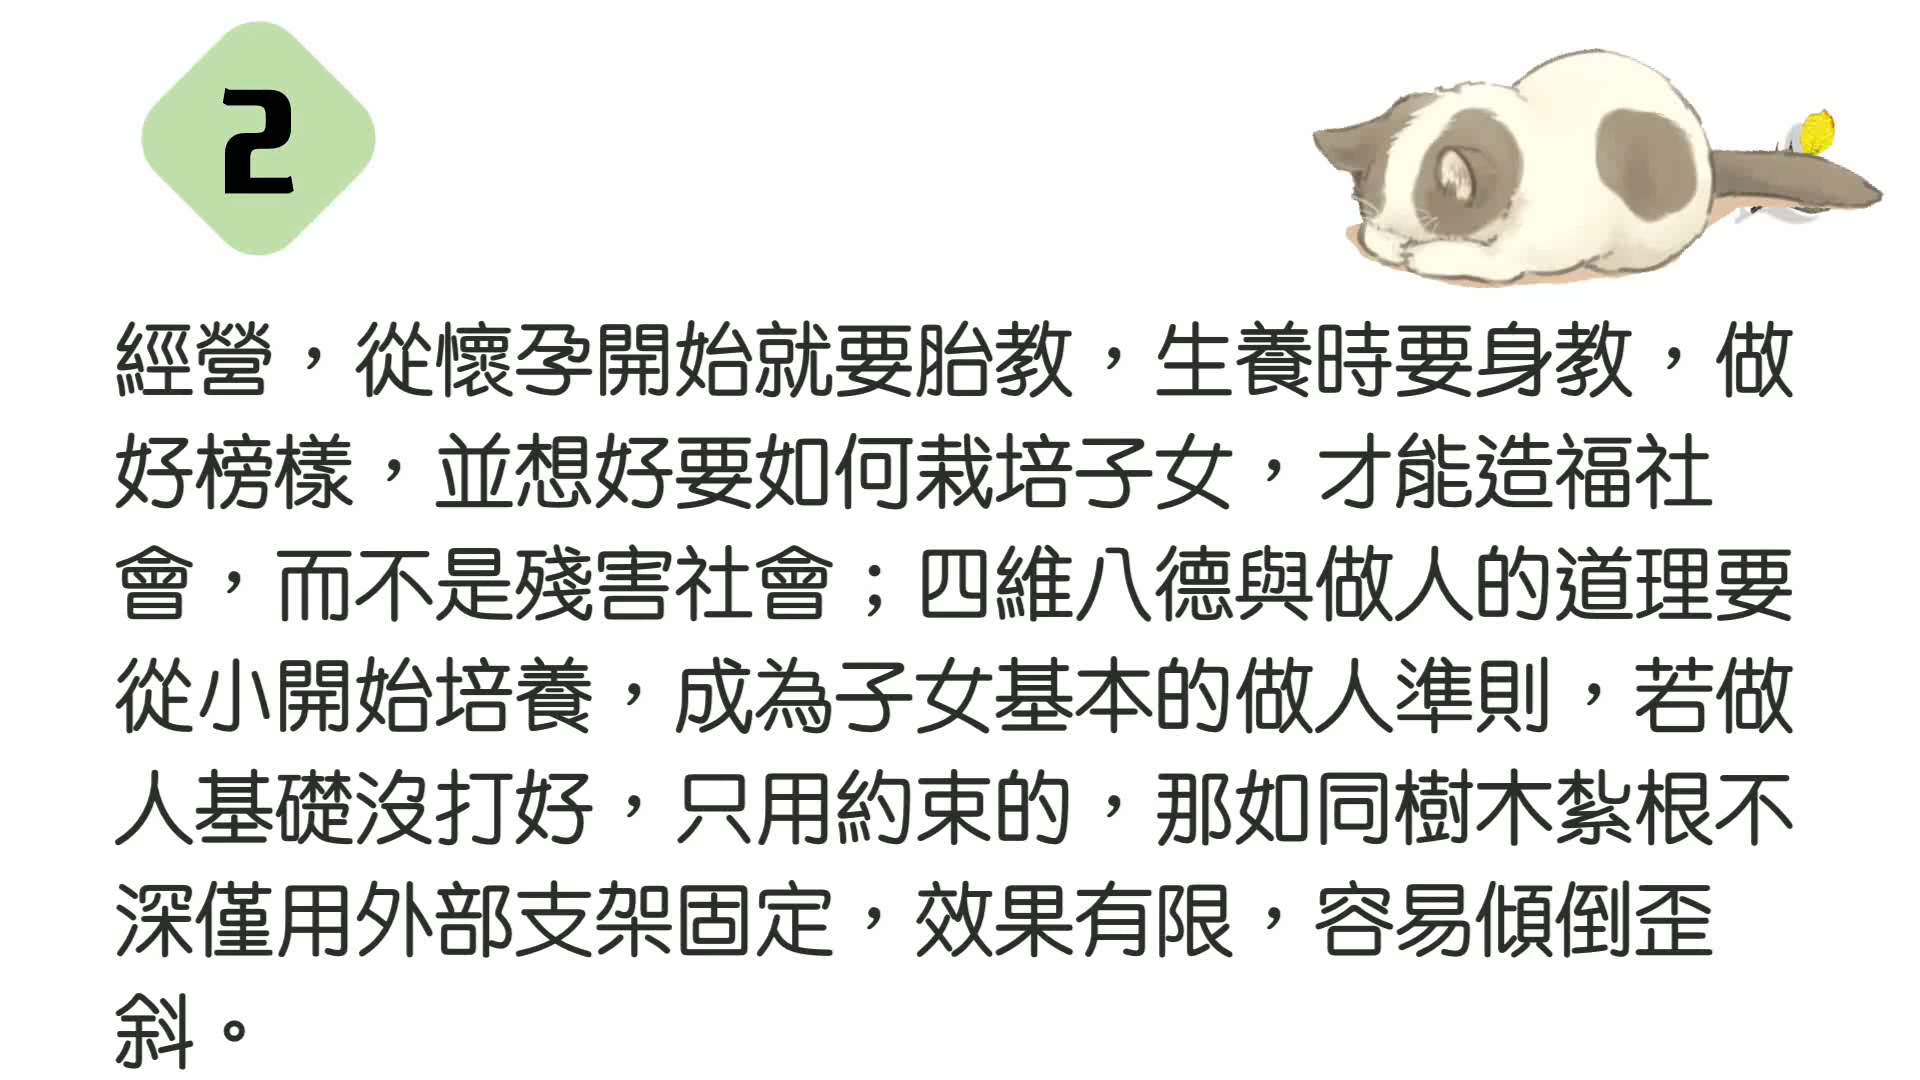 2
經營，從懷孕開始就要胎教，生養時要身教，做
好榜樣，並想好要如何栽培子女，才能造福社
會，而不是殘害社會；四維八德與做人的道理要
從小開始培養，成為子女基本的做人準則，若做
人基礎沒打好，只用約束的，那如同樹木紮根不
深僅用外部支架固定，效果有限，容易傾倒歪
斜。